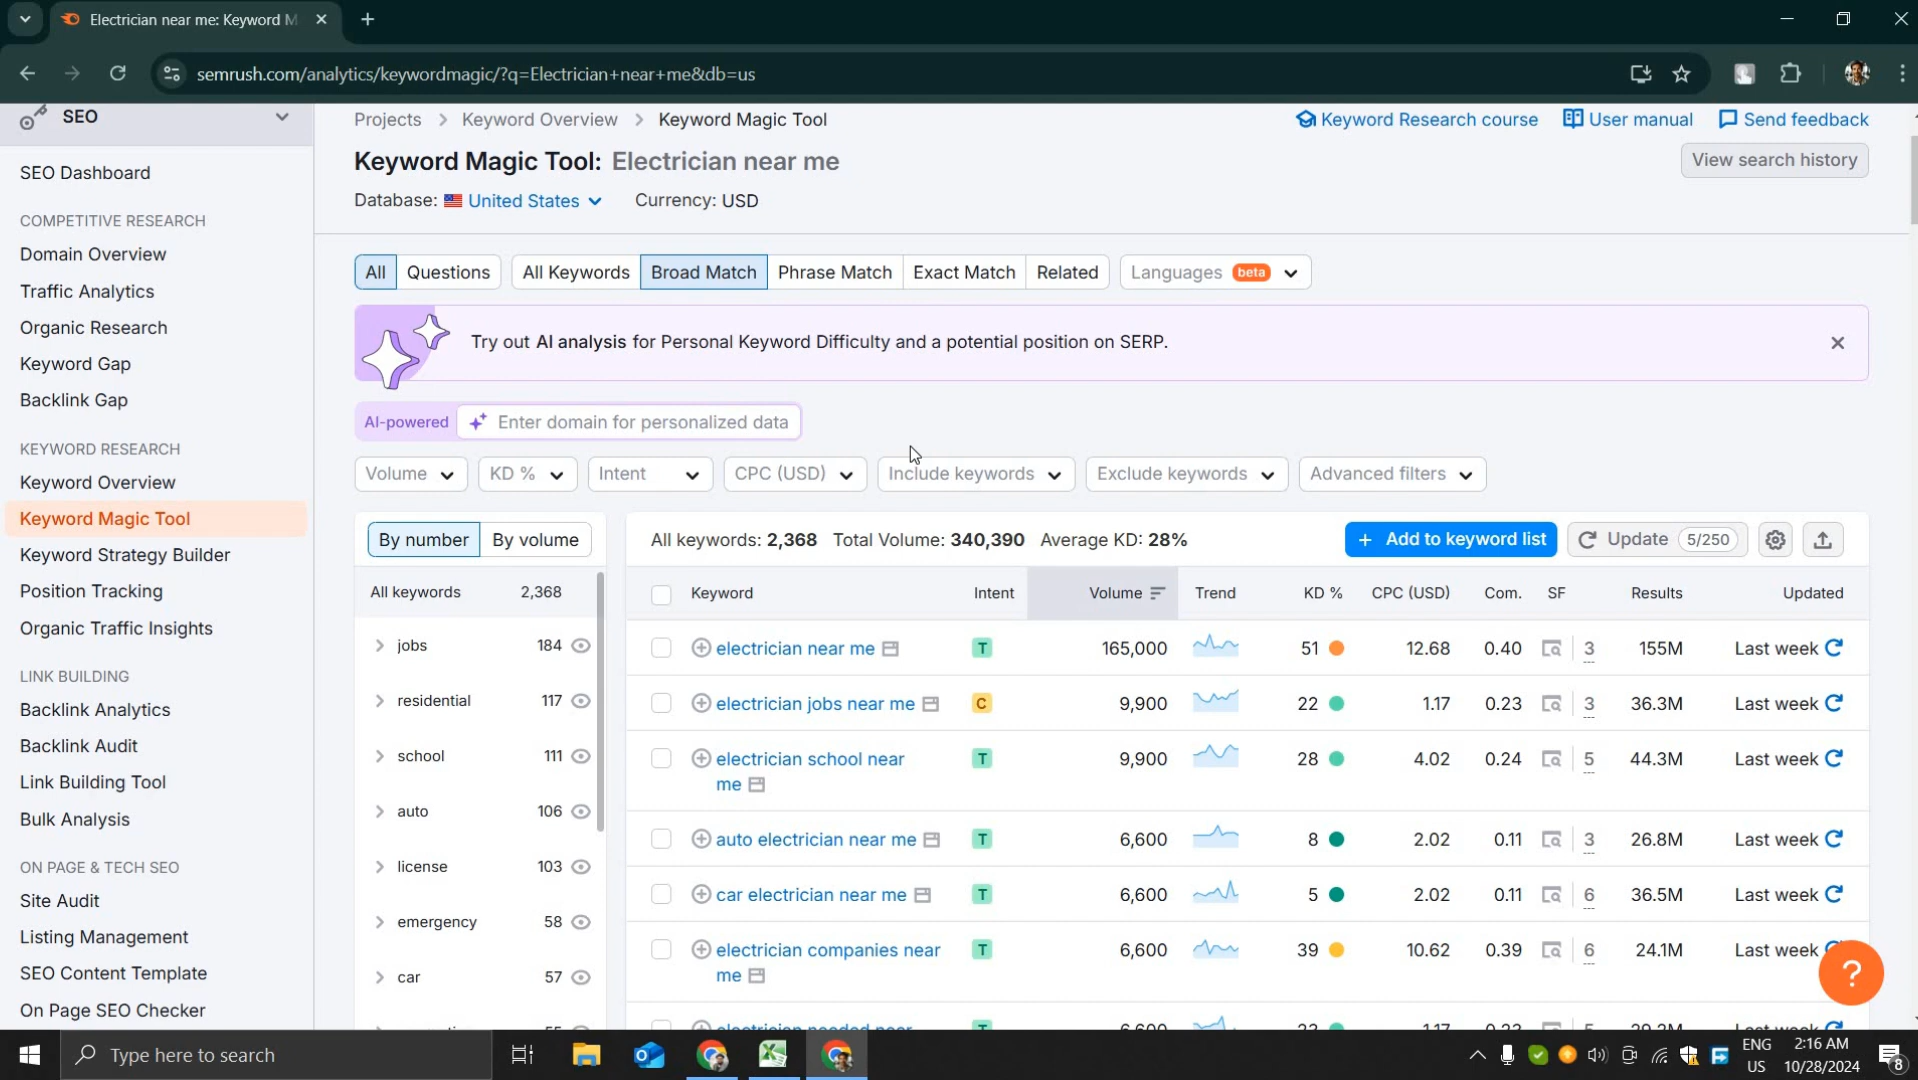 Electrician near me: Keyword M
semrush.com/analytics/keywordmagic/?q=Electrician+near+me&db=us
SEO
SEO Dashboard
COMPETITIVE RESEARCH
Domain Overview
Traffic Analytics
Organic Research
Keyword Gap
Backlink Gap
KEYWORD RESEARCH
Keyword Overview
Keyword Magic Tool
Keyword Strategy Builder
Position Tracking
Organic Traffic Insights
LINK BUILDING
Backlink Analytics
Backlink Audit
Link Building Tool
Bulk Analysis
ON PAGE & TECH SEO
Site Audit
Listing Management
SEO Content Template
On Page SEO Checker
Projects > Keyword Overview > Keyword Magic Tool
Keyword Research course User manual Send feedback
Keyword Magic Tool: Electrician near me
View search history
Database: United States Currency: USD
All Questions All Keywords Broad Match Phrase Match Exact Match Related Languages beta
Try out AI analysis for Personal Keyword Difficulty and a potential position on SERP.
AI-powered Enter domain for personalized data
Volume KD % Intent CPC (USD) Include keywords Exclude keywords Advanced filters
By number By volume
All keywords 2,368
jobs 184
residential 117
school 111
auto 106
license 103
emergency 58
car 57
All keywords: 2,368 Total Volume: 340,390 Average KD: 28%
+ Add to keyword list Update 5/250
Keyword Intent Volume Trend KD % CPC (USD) Com. SF Results Updated
electrician near me T 165,000 51 12.68 0.40 3 155M Last week
electrician jobs near me C 9,900 22 1.17 0.23 3 36.3M Last week
electrician school near me T 9,900 28 4.02 0.24 5 44.3M Last week
auto electrician near me T 6,600 8 2.02 0.11 3 26.8M Last week
car electrician near me T 6,600 5 2.02 0.11 6 36.5M Last week
electrician companies near me T 6,600 39 10.62 0.39 6 24.1M Last week
?
Type here to search
ENG
US
2:16 AM
10/28/2024
8